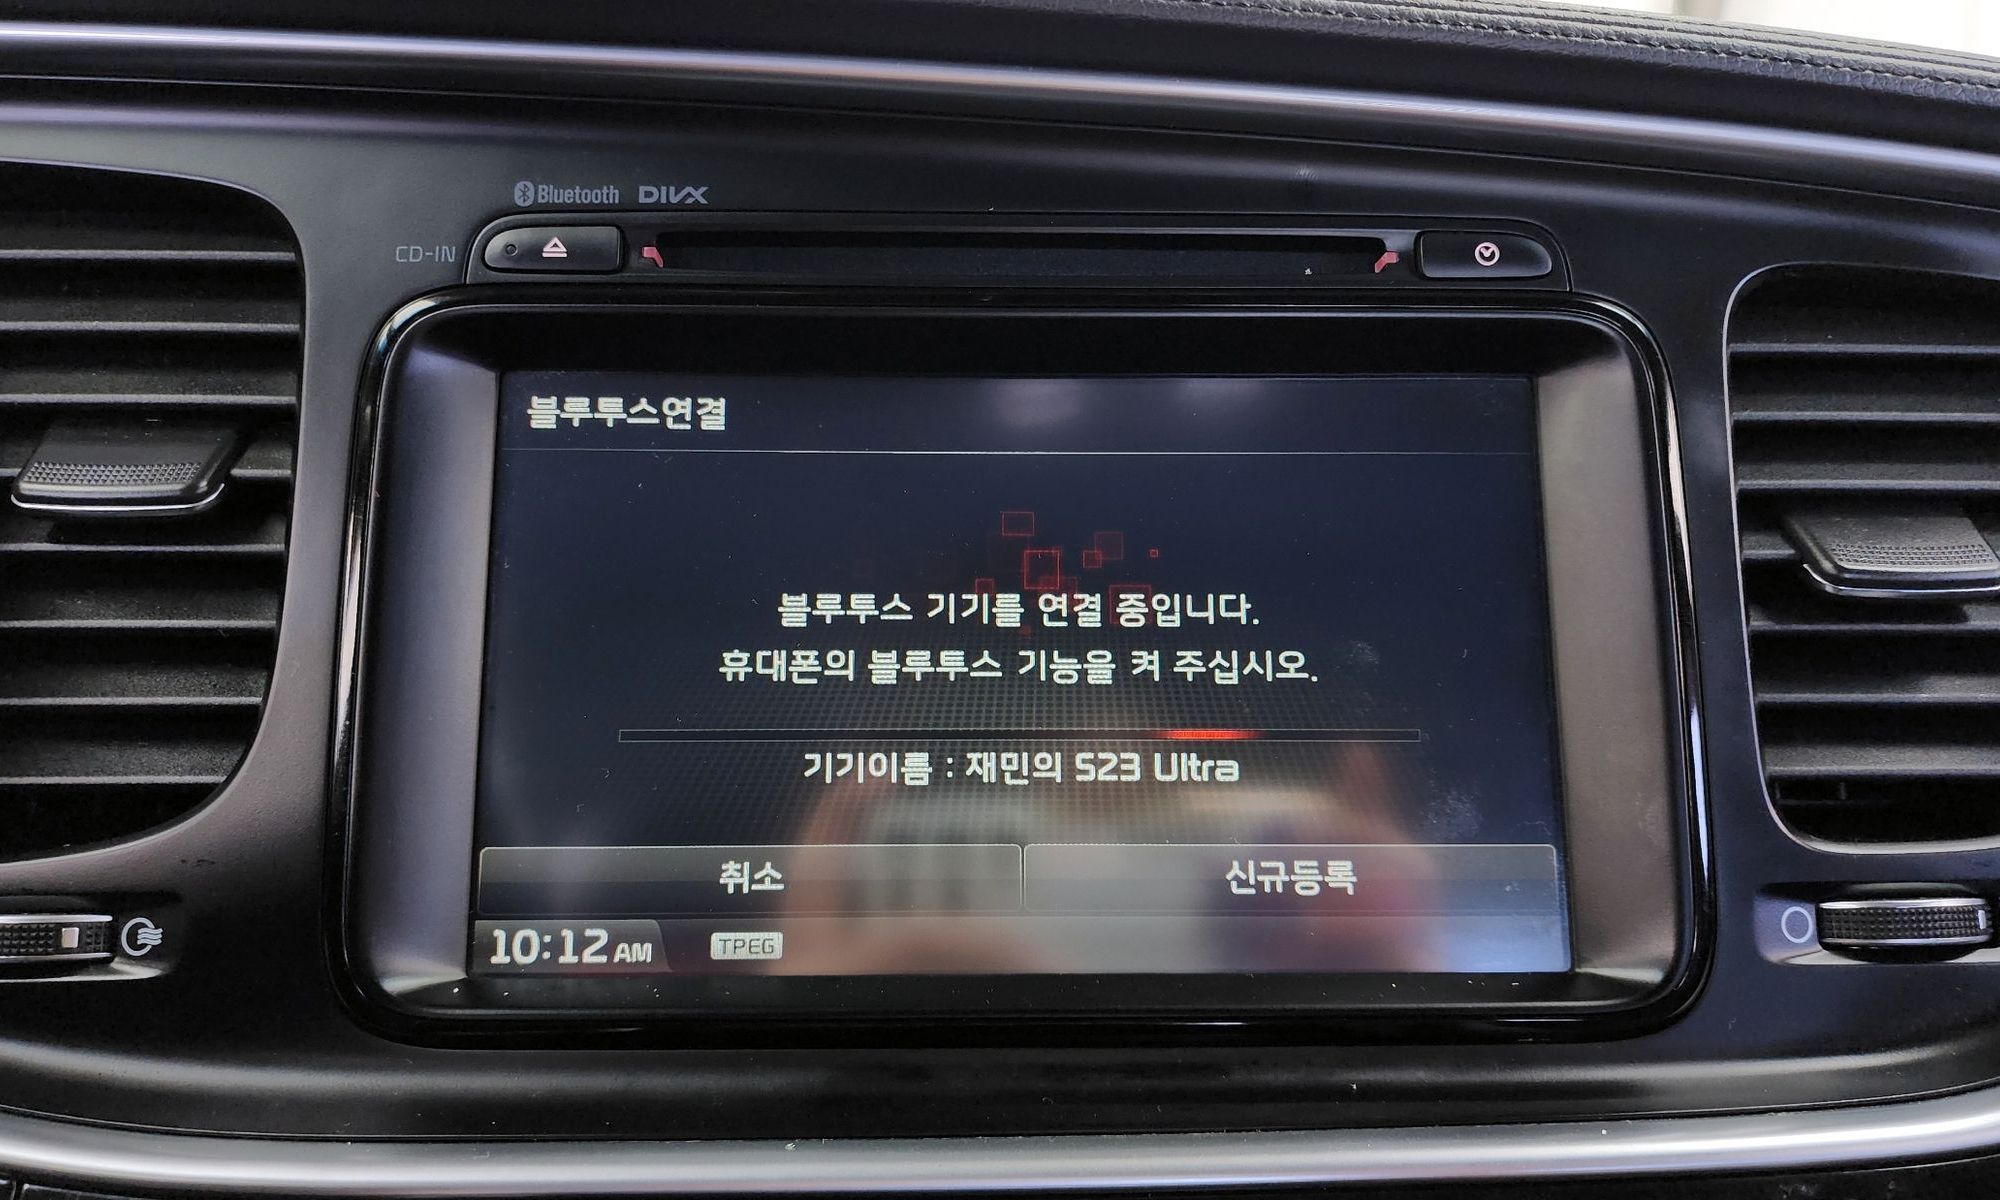 Bluetooth DIVX
CD-IN
블루투스연결
블루투스 기기를 연결 중입니다.
휴대폰의 블루투스 기능을 켜 주십시오.
기기이름 : 재민의 S23 Ultra
취소 신규등록
10:12 AM TPEG